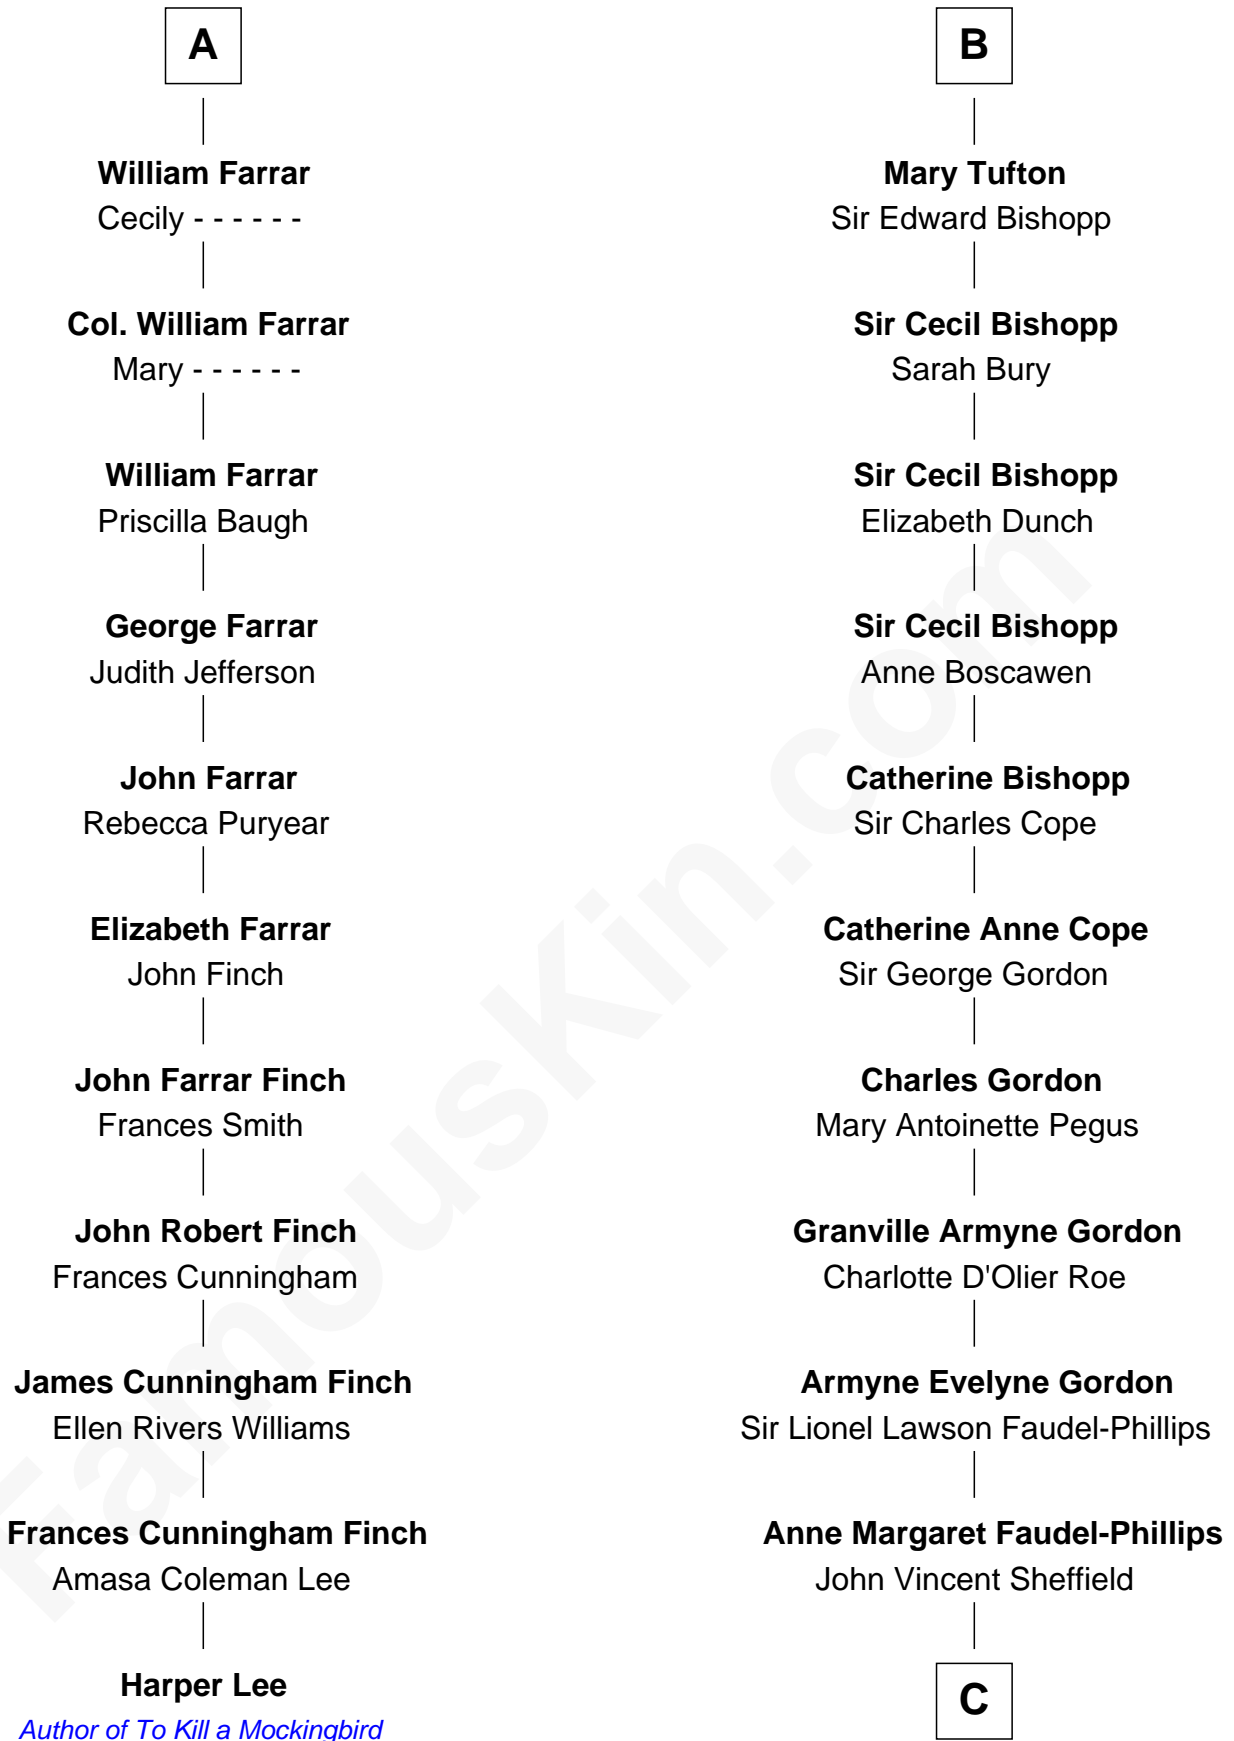 A
William Farrar
Cecily - - - - - -
Col. William Farrar
Mary - - - - - -
William Farrar
Priscilla Baugh
George Farrar
Judith Jefferson
John Farrar
Rebecca Puryear
Elizabeth Farrar
John Finch
John Farrar Finch
Frances Smith
John Robert Finch
Frances Cunningham
James Cunningham Finch
Ellen Rivers Williams
Frances Cunningham Finch
Amasa Coleman Lee
Harper Lee
Author of To Kill a Mockingbird
B
Mary Tufton
Sir Edward Bishopp
Sir Cecil Bishopp
Sarah Bury
Sir Cecil Bishopp
Elizabeth Dunch
Sir Cecil Bishopp
Anne Boscawen
Catherine Bishopp
Sir Charles Cope
Catherine Anne Cope
Sir George Gordon
Charles Gordon
Mary Antoinette Pegus
Granville Armyne Gordon
Charlotte D'Olier Roe
Armyne Evelyne Gordon
Sir Lionel Lawson Faudel-Phillips
Anne Margaret Faudel-Phillips
John Vincent Sheffield
C
FamousKin.com